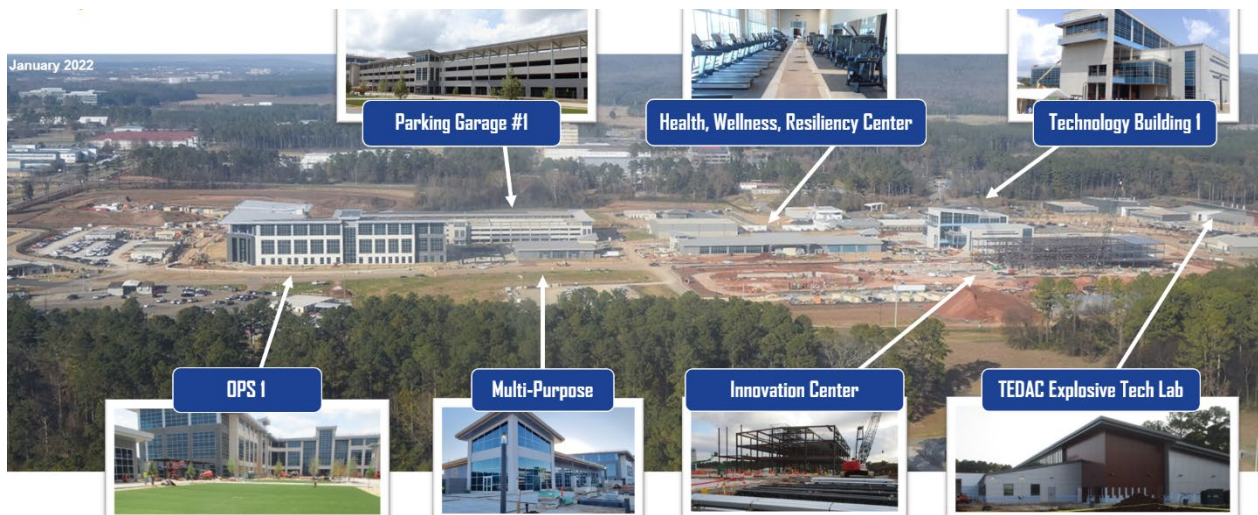 January 2022
Parking Garage #1
Health, Wellness, Resiliency Center
Technology Building 1
OPS 1
Multi-Purpose
Innovation Center
TEDAC Explosive Tech Lab